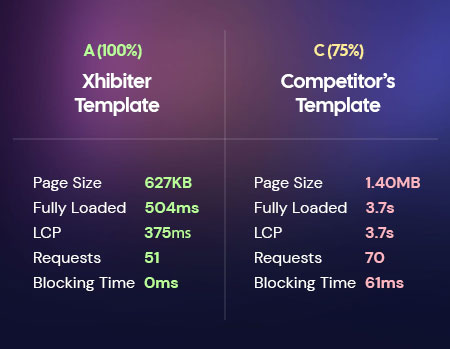 A (100%)
Xhibiter
Template
Page Size 627KB
Fully Loaded 504ms
LCP 375ms
Requests 51
Blocking Time 0ms
C (75%)
Competitor's
Template
Page Size 1.40MB
Fully Loaded 3.7s
LCP 3.7s
Requests 70
Blocking Time 61ms